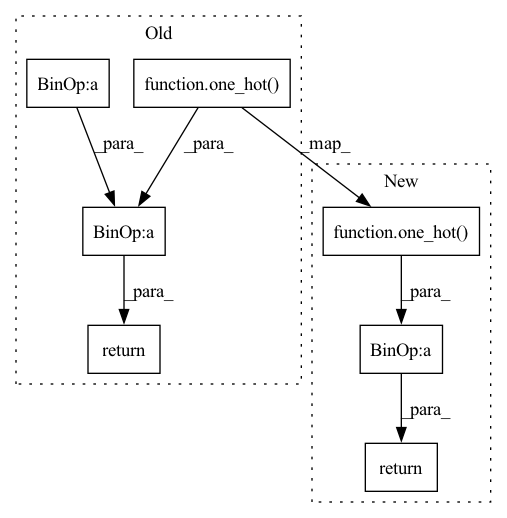 Old
BinOp:a
function.one_hot()
_para_
_para_
_map_
New
BinOp:a
function.one_hot()
_para_
_para_
return
BinOp:a
_para_
return